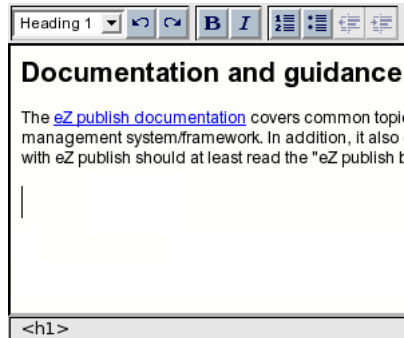 Heading 1
B I
Documentation and guidance
The eZ publish documentation covers common topi
management system/framework. In addition, it also
with eZ publish should at least read the "eZ publish b
<h1>